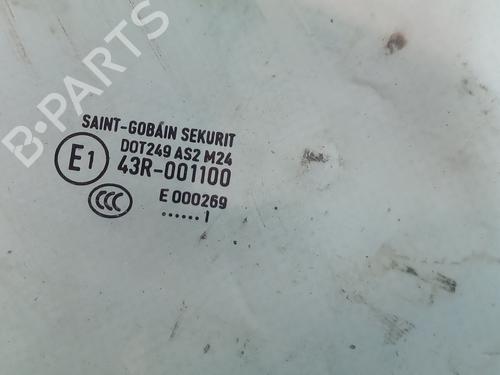 B-PARTS
SAINT-GOBAIN SEKURIT
DOT249 AS2 M24
E1 43R-001100
CCC E 000269
...... 1